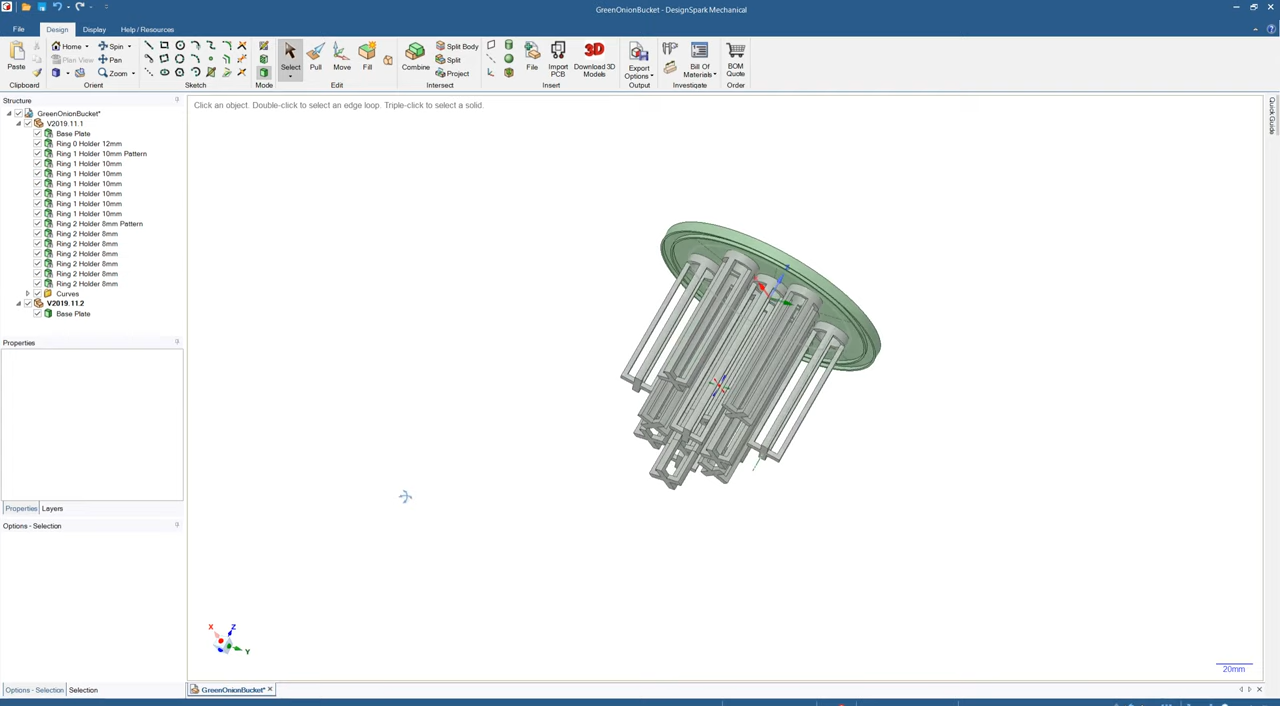 GreenOnionBucket - DesignSpark Mechanical
File Design Display Help / Resources
Paste
Home
Plan View
Spin
Pan
Zoom
Select
Pull
Move
Fill
Combine
Split Body
Split
Project
File
Import PCB
Download 3D Models
Export Options
Bill Of Materials
BOM Quote
Clipboard Orient Sketch Mode Edit Intersect Insert Output Investigate Order
Structure
GreenOnionBucket*
V2019.11.1
Base Plate
Ring 0 Holder 12mm
Ring 1 Holder 10mm Pattern
Ring 1 Holder 10mm
Ring 1 Holder 10mm
Ring 1 Holder 10mm
Ring 1 Holder 10mm
Ring 1 Holder 10mm
Ring 1 Holder 10mm
Ring 2 Holder 8mm Pattern
Ring 2 Holder 8mm
Ring 2 Holder 8mm
Ring 2 Holder 8mm
Ring 2 Holder 8mm
Ring 2 Holder 8mm
Ring 2 Holder 8mm
Curves
V2019.11.2
Base Plate
Properties
Properties Layers
Options - Selection
Options - Selection Selection
Click an object. Double-click to select an edge loop. Triple-click to select a solid.
Quick Guide
X
Z
Y
20mm
GreenOnionBucket*